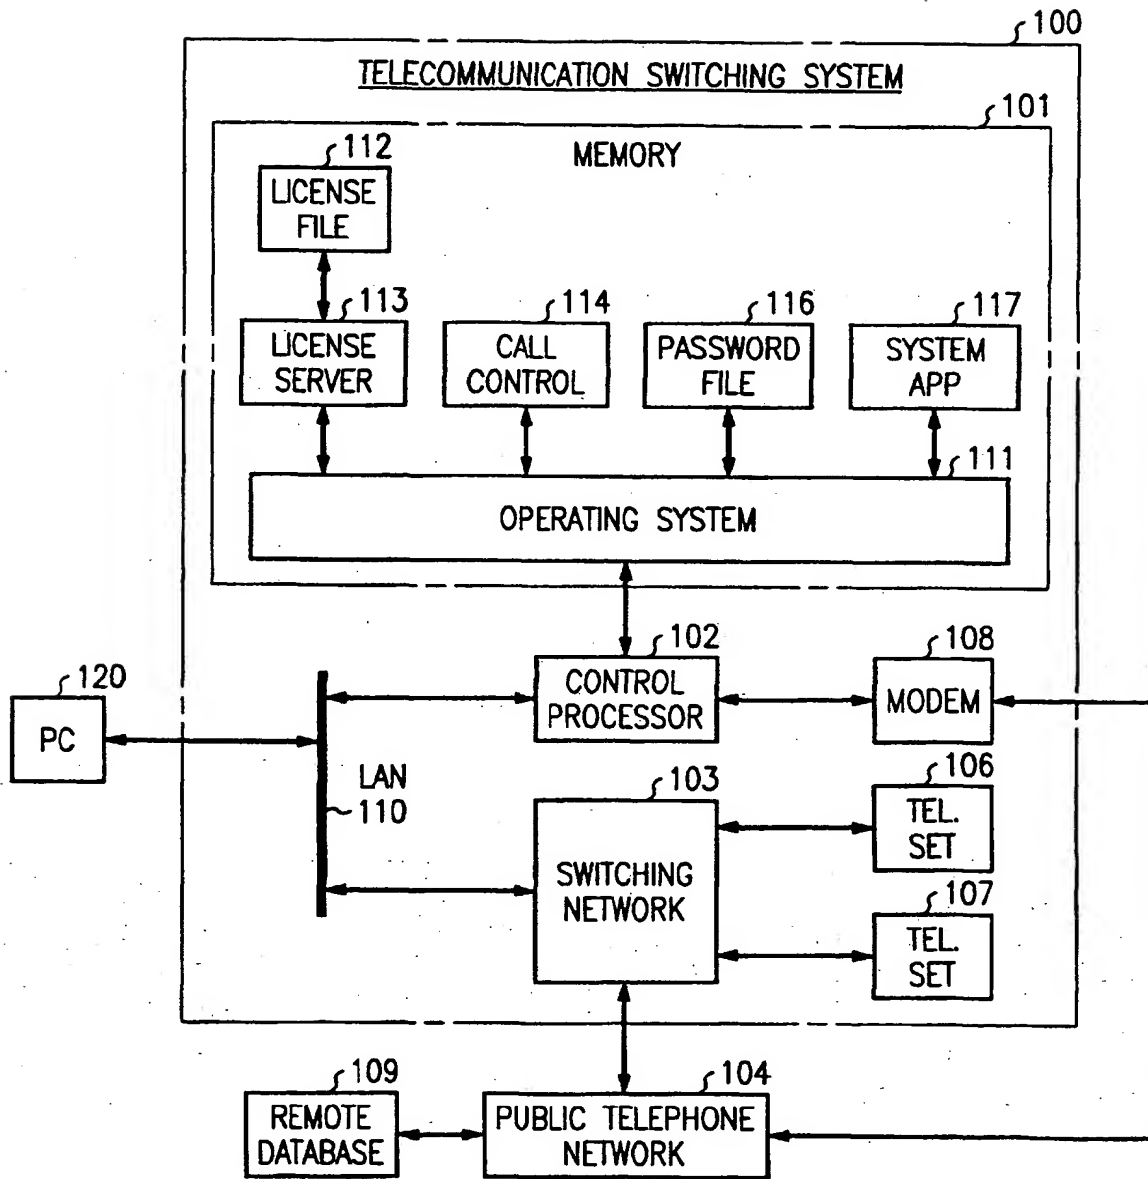 100
TELECOMMUNICATION SWITCHING SYSTEM
101
MEMORY
112
LICENSE
FILE
113
LICENSE
SERVER
114
CALL
CONTROL
116
PASSWORD
FILE
117
SYSTEM
APP
111
OPERATING SYSTEM
102
CONTROL
PROCESSOR
108
MODEM
120
PC
LAN
110
103
SWITCHING
NETWORK
106
TEL.
SET
107
TEL.
SET
109
REMOTE
DATABASE
104
PUBLIC TELEPHONE
NETWORK